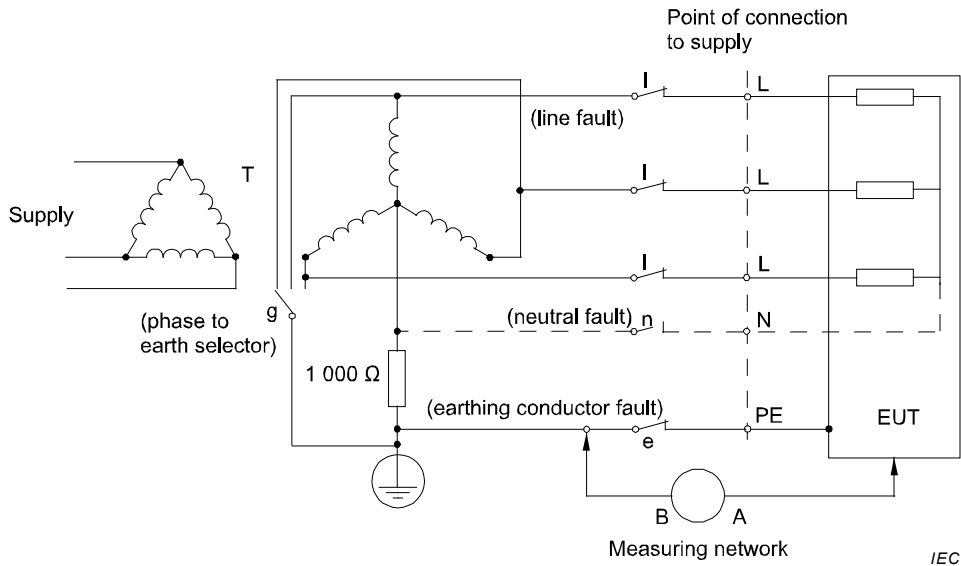 Point of connection
to supply
l
L
(line fault)
T
l
L
Supply
l
L
g
(phase to
earth selector)
(neutral fault)
n
N
1 000 Ω
(earthing conductor fault)
e
PE
EUT
B
A
Measuring network
IEC